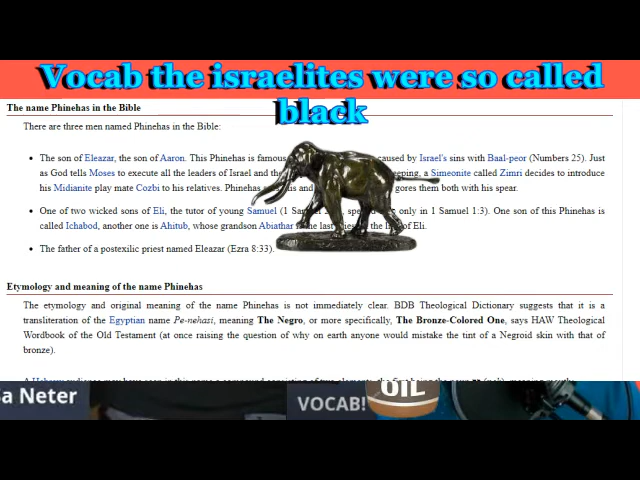 Vocab the israelites were so called
black
The name Phinehas in the Bible
There are three men named Phinehas in the Bible:
The son of Eleazar, the son of Aaron. This Phinehas is famous caused by Israel's sins with Baal-peor (Numbers 25). Just
as God tells Moses to execute all the leaders of Israel and the eeping, a Simeonite called Zimri decides to introduce
his Midianite play mate Cozbi to his relatives. Phinehas and gores them both with his spear.
One of two wicked sons of Eli, the tutor of young Samuel (1 only in 1 Samuel 1:3). One son of this Phinehas is
called Ichabod, another one is Ahitub, whose grandson Abiathar is the last of Eli.
The father of a postexilic priest named Eleazar (Ezra 8:33).
Etymology and meaning of the name Phinehas
The etymology and original meaning of the name Phinehas is not immediately clear. BDB Theological Dictionary suggests that it is a
transliteration of the Egyptian name Pe-nehasi, meaning The Negro, or more specifically, The Bronze-Colored One, says HAW Theological
Wordbook of the Old Testament (at once raising the question of why on earth anyone would mistake the tint of a Negroid skin with that of
bronze).
a Neter
VOCAB!
OIL